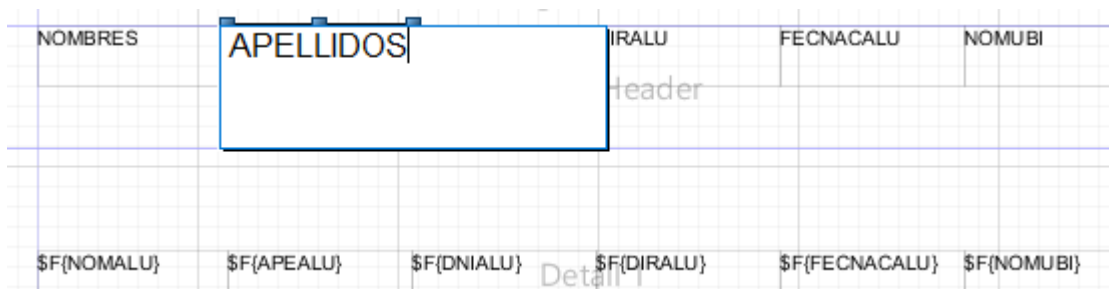 NOMBRES APELLIDOS IRALU FECNACALU NOMUBI
Header
$F{NOMALU} $F{APEALU} $F{DNIALU} $F{DIRALU} $F{FECNACALU} $F{NOMUBI}
Detail 1